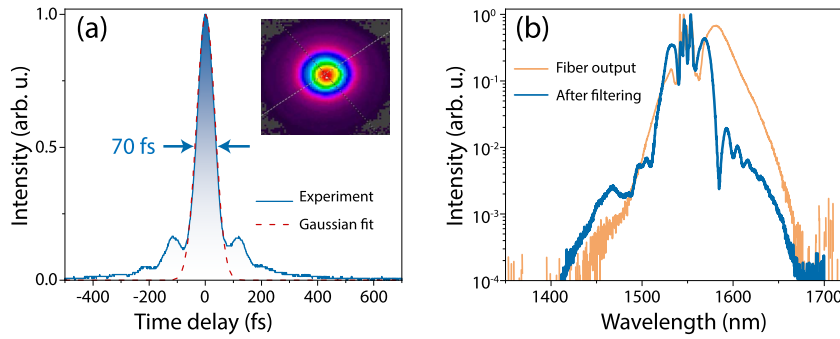 (a)
1.0
0.5
0.0
Intensity (arb. u.)
70 fs
Experiment
Gaussian fit
-400 -200 0 200 400 600
Time delay (fs)
(b)
10⁰
10⁻¹
10⁻²
10⁻³
10⁻⁴
Intensity (arb. u.)
Fiber output
After filtering
1400 1500 1600 1700
Wavelength (nm)